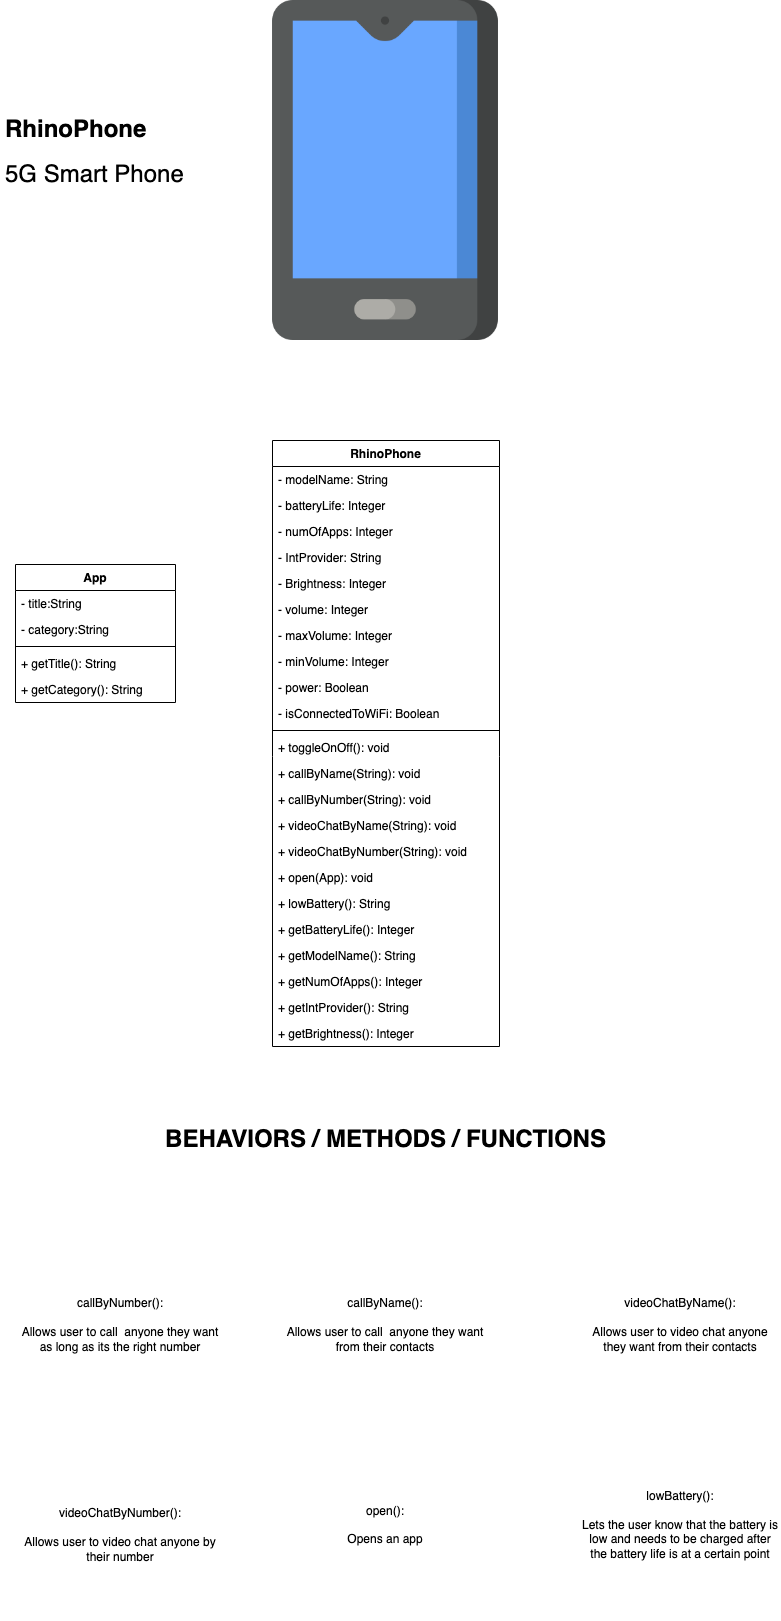 RhinoPhone
5G Smart Phone
RhinoPhone
- modelName: String
- batteryLife: Integer
- numOfApps: Integer
- IntProvider: String
- Brightness: Integer
- volume: Integer
- maxVolume: Integer
- minVolume: Integer
- power: Boolean
- isConnectedToWiFi: Boolean
+ toggleOnOff(): void
+ callByName(String): void
+ callByNumber(String): void
+ videoChatByName(String): void
+ videoChatByNumber(String): void
+ open(App): void
+ lowBattery(): String
+ getBatteryLife(): Integer
+ getModelName(): String
+ getNumOfApps(): Integer
+ getIntProvider(): String
+ getBrightness(): Integer
App
- title:String
- category:String
+ getTitle(): String
+ getCategory(): String
BEHAVIORS / METHODS / FUNCTIONS
callByNumber():
Allows user to call  anyone they want
as long as its the right number
callByName():
Allows user to call  anyone they want
from their contacts
videoChatByName():
Allows user to video chat anyone
they want from their contacts
videoChatByNumber():
Allows user to video chat anyone by
their number
open():
Opens an app
lowBattery():
Lets the user know that the battery is
low and needs to be charged after
the battery life is at a certain point